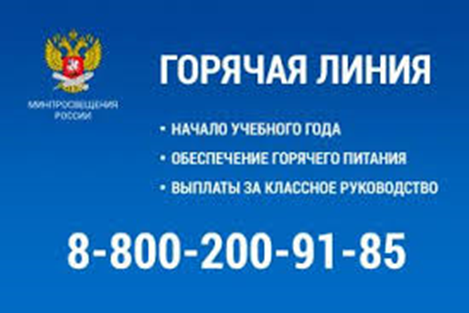 МИНПРОСВЕЩЕНИЯ
РОССИИ
ГОРЯЧАЯ ЛИНИЯ
• НАЧАЛО УЧЕБНОГО ГОДА
• ОБЕСПЕЧЕНИЕ ГОРЯЧЕГО ПИТАНИЯ
• ВЫПЛАТЫ ЗА КЛАССНОЕ РУКОВОДСТВО
8-800-200-91-85